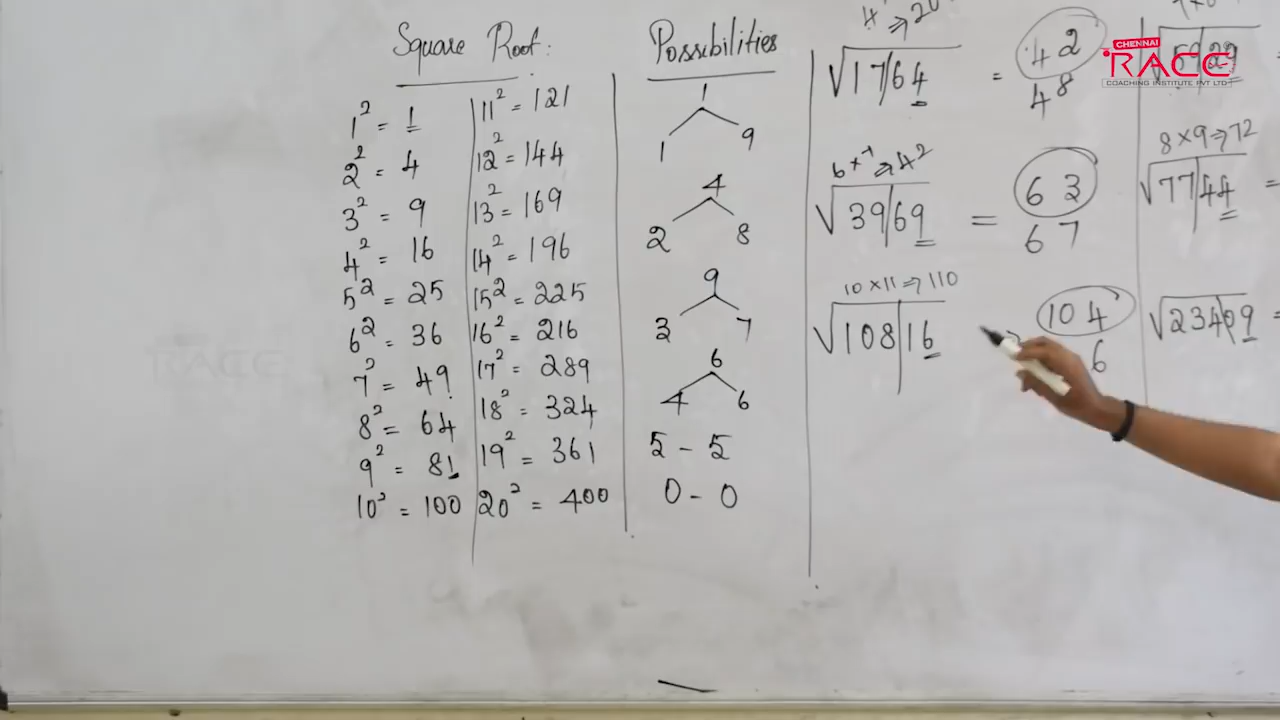 Square Root:
1² = 1
2² = 4
3² = 9
4² = 16
5² = 25
6² = 36
7² = 49
8² = 64
9² = 81
10² = 100
11² = 121
12² = 144
13² = 169
14² = 196
15² = 225
16² = 216
17² = 289
18² = 324
19² = 361
20² = 400
Possibilities
1
1 9
4
2 8
9
3 7
6
4 6
5 - 5
0 - 0
√17/64 = 42
48
√39/69 = 63
67
10×11 ⇒ 110
√108/16 104
6
8×9 ⇒ 72
√77/44 =
√234/09 =
CHENNAI
RACE
COACHING INSTITUTE PVT LTD
RACE